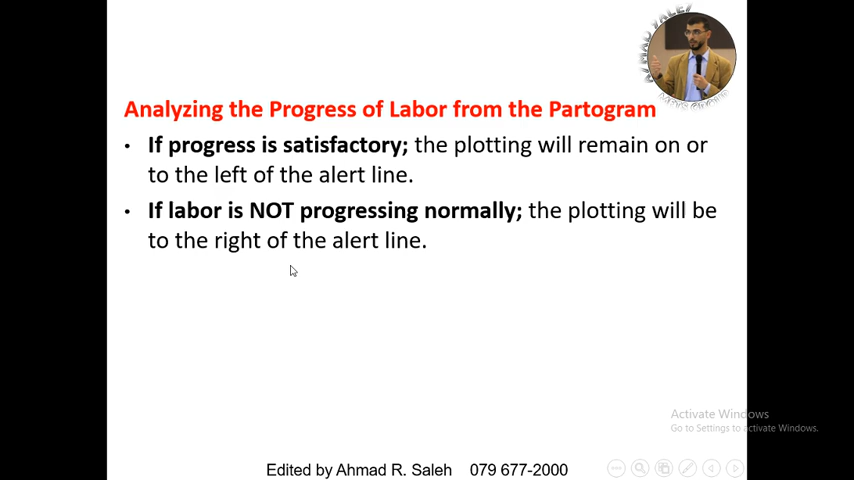 Analyzing the Progress of Labor from the Partogram
• If progress is satisfactory; the plotting will remain on or
to the left of the alert line.
• If labor is NOT progressing normally; the plotting will be
to the right of the alert line.
Activate Windows
Go to Settings to activate Windows.
Edited by Ahmad R. Saleh 079 677-2000